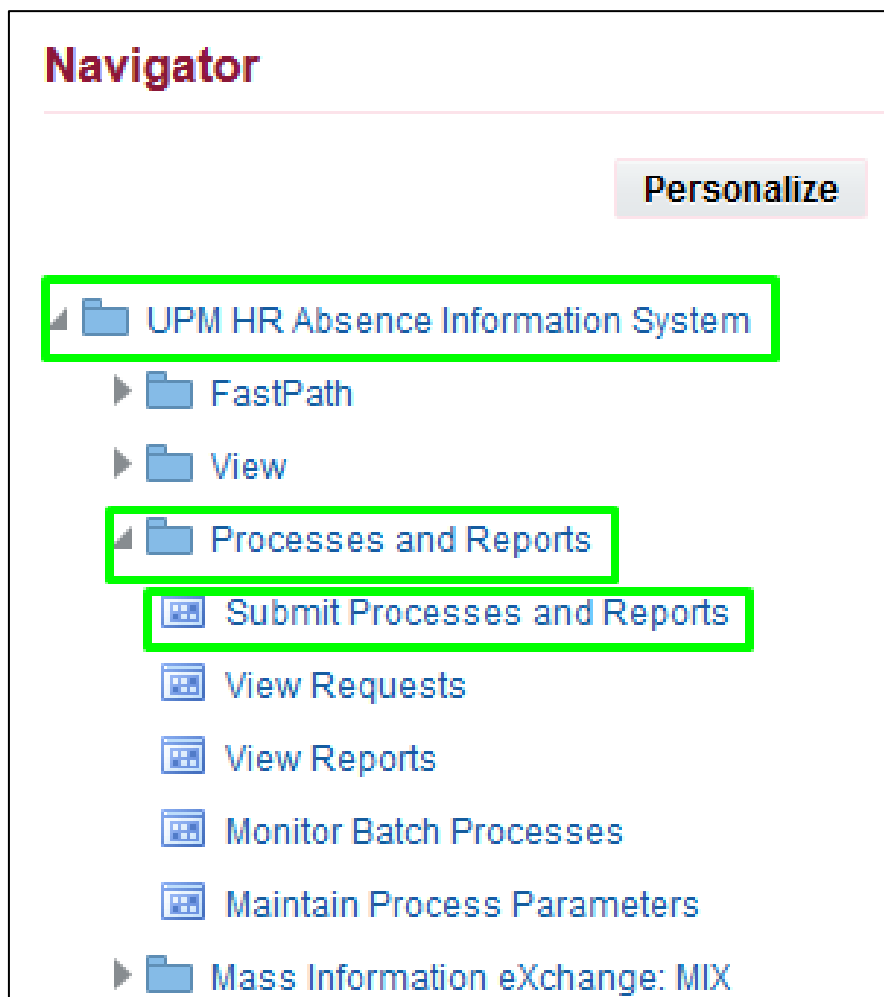 Navigator
Personalize
UPM HR Absence Information System
FastPath
View
Processes and Reports
Submit Processes and Reports
View Requests
View Reports
Monitor Batch Processes
Maintain Process Parameters
Mass Information eXchange: MIX